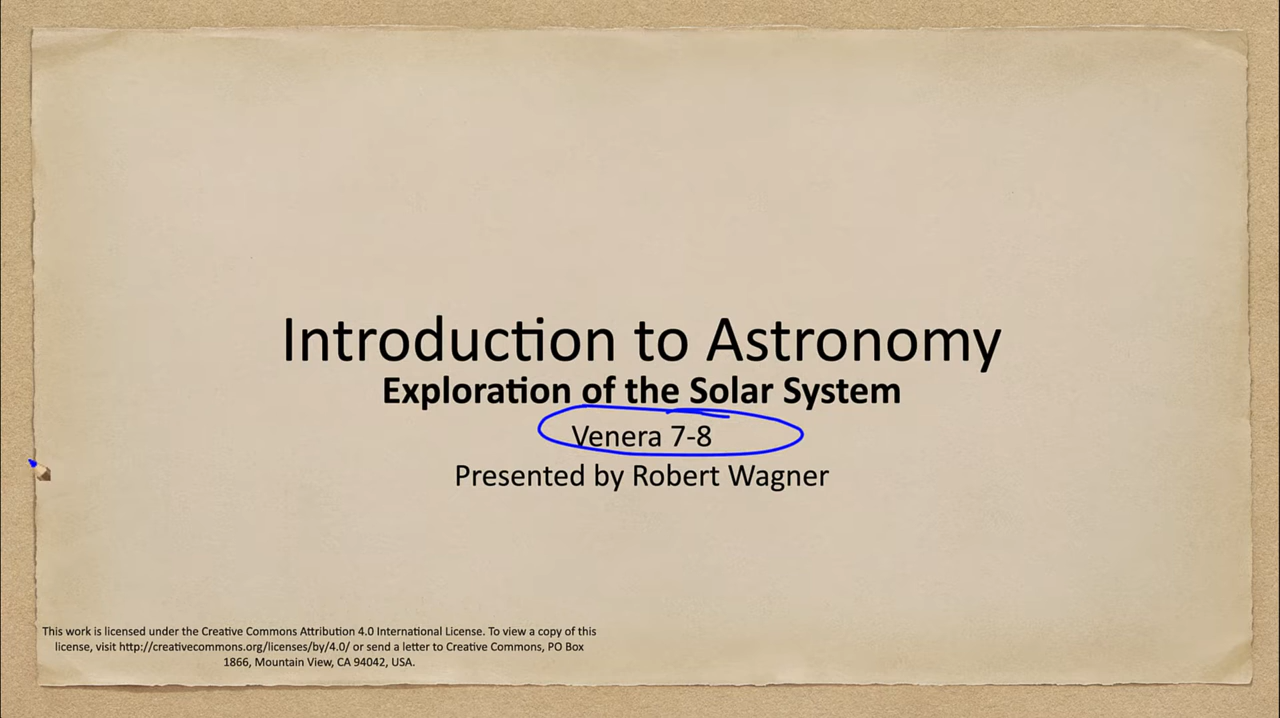 Introduction to Astronomy
Exploration of the Solar System
Venera 7-8
Presented by Robert Wagner
This work is licensed under the Creative Commons Attribution 4.0 International License. To view a copy of this
license, visit http://creativecommons.org/licenses/by/4.0/ or send a letter to Creative Commons, PO Box
1866, Mountain View, CA 94042, USA.